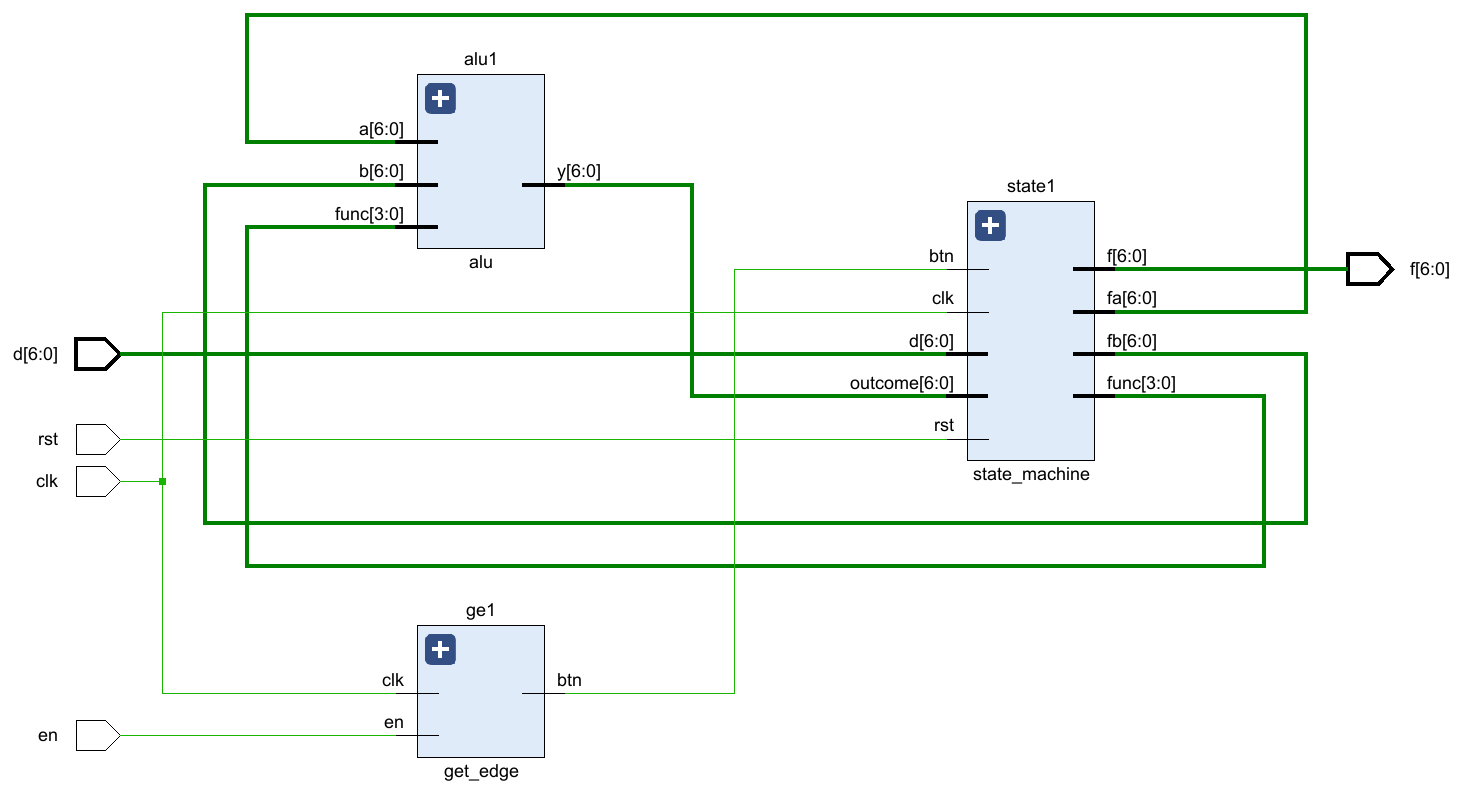 alu1
a[6:0]
b[6:0]
y[6:0]
func[3:0]
alu
state1
btn
f[6:0]
f[6:0]
clk
fa[6:0]
d[6:0]
d[6:0]
fb[6:0]
outcome[6:0]
func[3:0]
rst
rst
state_machine
clk
ge1
clk
btn
en
en
get_edge